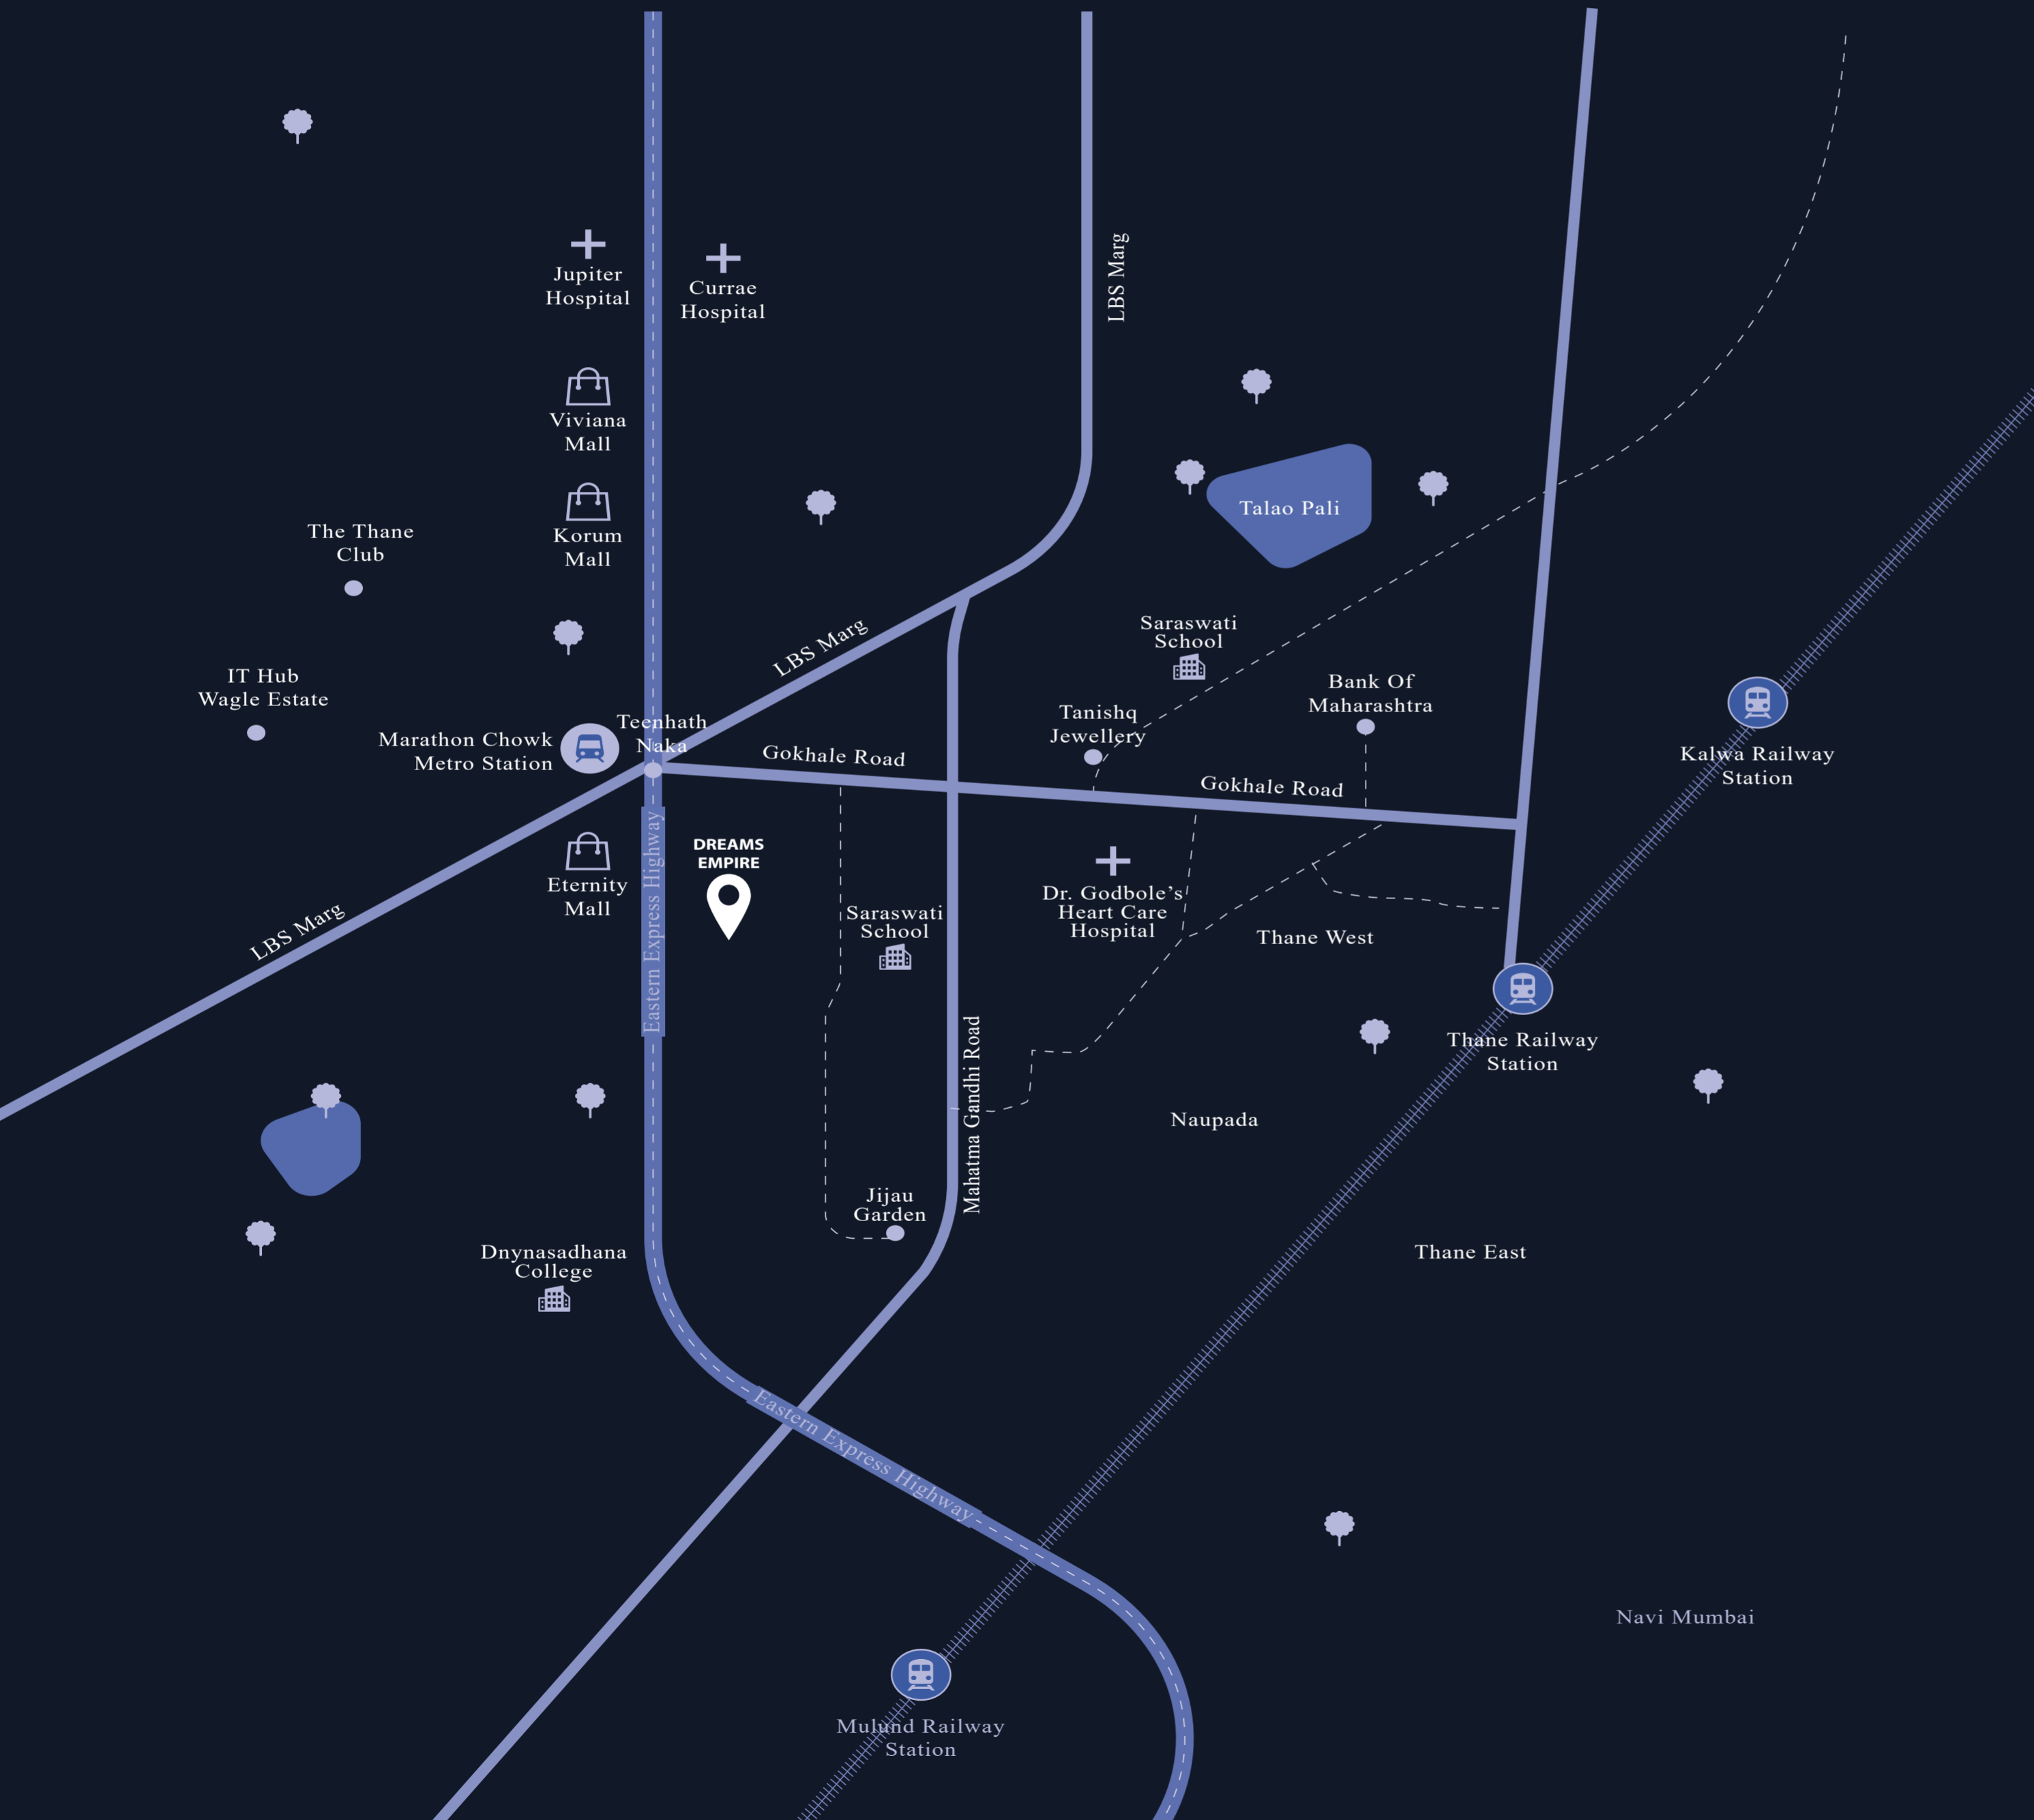 LBS Marg
Jupiter
Hospital
Currae
Hospital
Viviana
Mall
Talao Pali
Korum
Mall
The Thane
Club
Saraswati
School
LBS Marg
IT Hub
Wagle Estate
Bank Of
Maharashtra
Tanishq
Jewellery
Teenhath
Naka
Marathon Chowk
Metro Station
Gokhale Road
Kalwa Railway
Station
Gokhale Road
DREAMS
EMPIRE
Eternity
Mall
Eastern Express Highway
Dr. Godbole’s
Heart Care
Hospital
Saraswati
School
LBS Marg
Thane West
Thane Railway
Station
Mahatma Gandhi Road
Naupada
Jijau
Garden
Dnynasadhana
College
Thane East
Eastern Express Highway
Navi Mumbai
Mulund Railway
Station